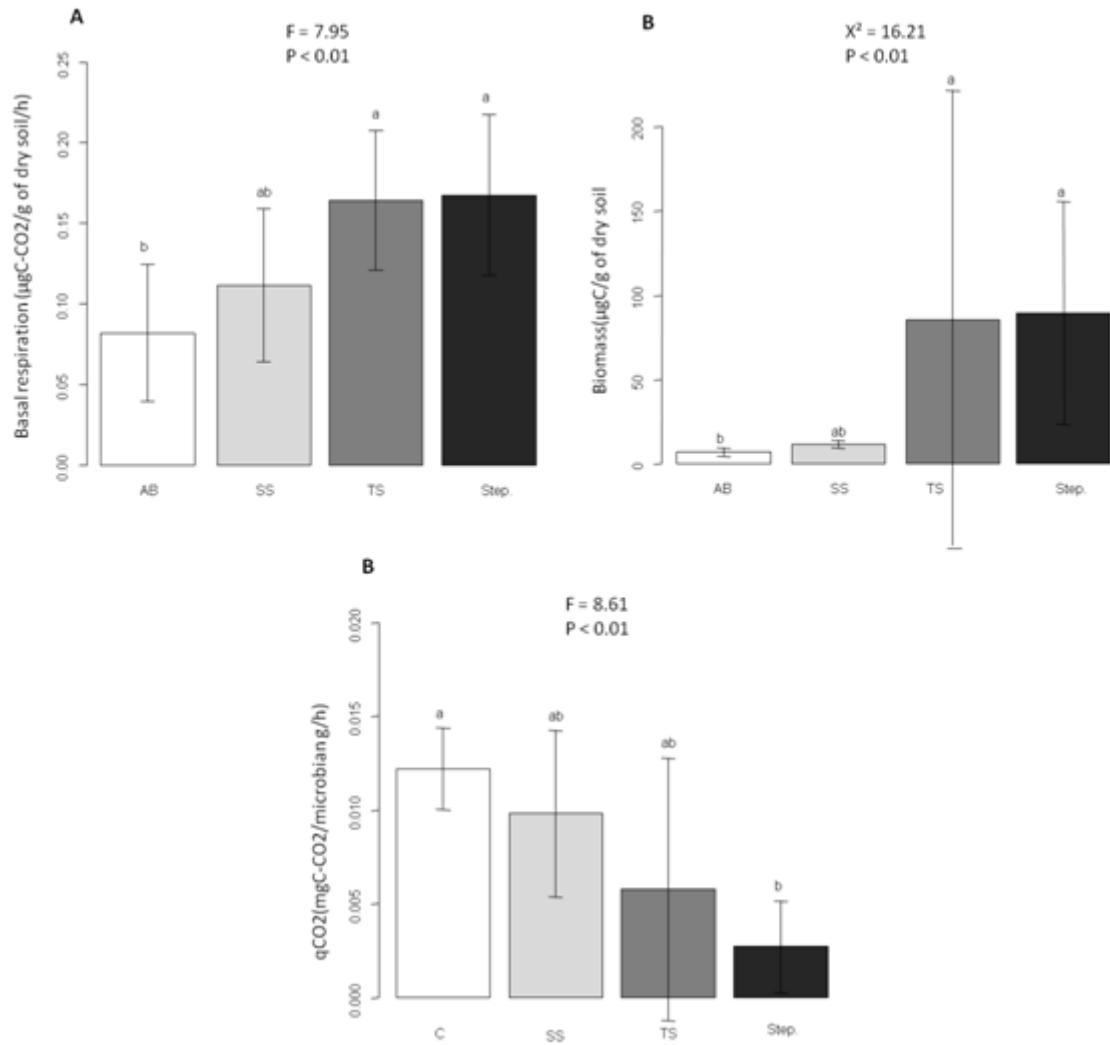 A
F = 7.95
P < 0.01
Basal respiration (µgC-CO2/g of dry soil/h)
0.25
0.20
0.15
0.10
0.05
0.00
b
ab
a
a
AB SS TS Step.
B
X² = 16.21
P < 0.01
Biomass(µgC/g of dry soil
200
150
100
50
0
b
ab
a
a
AB SS TS Step.
B
F = 8.61
P < 0.01
qCO2(mgC-CO2/microbian g/h)
0.020
0.015
0.010
0.005
0.000
a
ab
ab
b
C SS TS Step.